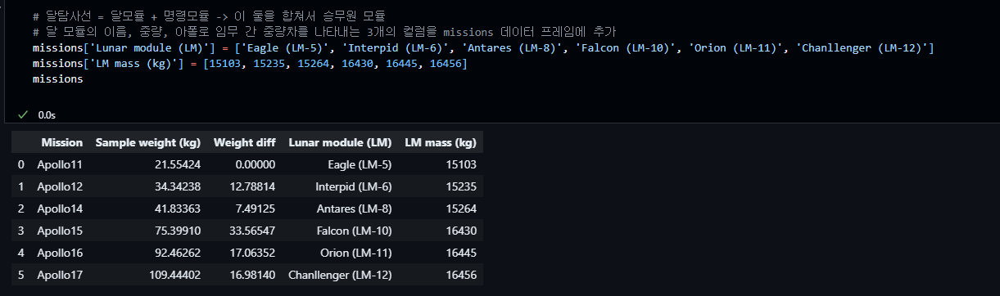 # 달탐사선 = 달모듈 + 명령모듈 -> 이 둘을 합쳐서 승무원 모듈
# 달 모듈의 이름, 중량, 아폴로 임무 간 중량차를 나타내는 3개의 컬럼을 missions 데이터 프레임에 추가
missions['Lunar module (LM)'] = ['Eagle (LM-5)', 'Interpid (LM-6)', 'Antares (LM-8)', 'Falcon (LM-10)', 'Orion (LM-11)', 'Chanllenger (LM-12)']
missions['LM mass (kg)'] = [15103, 15235, 15264, 16430, 16445, 16456]
missions
0.0s
Mission Sample weight (kg) Weight diff Lunar module (LM) LM mass (kg)
0 Apollo11 21.55424 0.00000 Eagle (LM-5) 15103
1 Apollo12 34.34238 12.78814 Interpid (LM-6) 15235
2 Apollo14 41.83363 7.49125 Antares (LM-8) 15264
3 Apollo15 75.39910 33.56547 Falcon (LM-10) 16430
4 Apollo16 92.46262 17.06352 Orion (LM-11) 16445
5 Apollo17 109.44402 16.98140 Chanllenger (LM-12) 16456